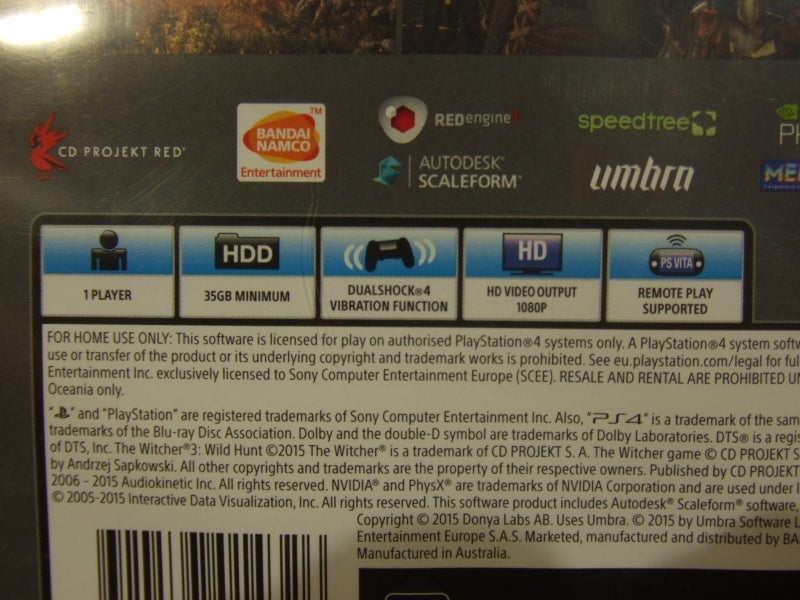 CD PROJEKT RED®
BANDAI
NAMCO
Entertainment
TM
REDengine 3
AUTODESK®
SCALEFORM®
speedtree
umbra
1 PLAYER
HDD
35GB MINIMUM
DUALSHOCK®4
VIBRATION FUNCTION
HD
HD VIDEO OUTPUT
1080P
PS VITA
REMOTE PLAY
SUPPORTED
FOR HOME USE ONLY: This software is licensed for play on authorised PlayStation®4 systems only. A PlayStation®4 system softw
use or transfer of the product or its underlying copyright and trademark works is prohibited. See eu.playstation.com/legal for ful
Entertainment Inc. exclusively licensed to Sony Computer Entertainment Europe (SCEE). RESALE AND RENTAL ARE PROHIBITED UN
Oceania only.
" " and "PlayStation" are registered trademarks of Sony Computer Entertainment Inc. Also, "PS4" is a trademark of the sam
trademarks of the Blu-ray Disc Association. Dolby and the double-D symbol are trademarks of Dolby Laboratories. DTS® is a regis
of DTS, Inc. The Witcher®3: Wild Hunt ©2015 The Witcher® is a trademark of CD PROJEKT S. A. The Witcher game © CD PROJEKT S
by Andrzej Sapkowski. All other copyrights and trademarks are the property of their respective owners. Published by CD PROJEKT
2006 – 2015 Audiokinetic Inc. All rights reserved. NVIDIA® and PhysX® are trademarks of NVIDIA Corporation and are used under l
© 2005-2015 Interactive Data Visualization, Inc. All rights reserved. This software product includes Autodesk® Scaleform® software,
Copyright © 2015 Donya Labs AB. Uses Umbra. © 2015 by Umbra Software L
Entertainment Europe S.A.S. Marketed, manufactured and distributed by BA
Manufactured in Australia.